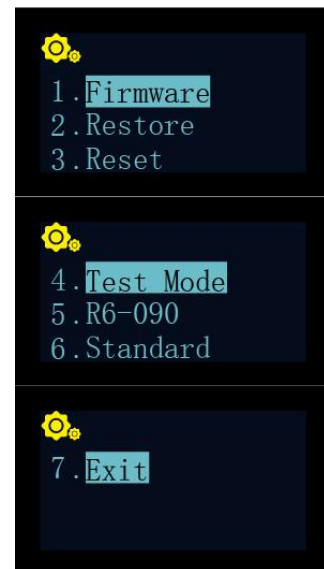 1.Firmware
2.Restore
3.Reset
4.Test Mode
5.R6-090
6.Standard
7.Exit